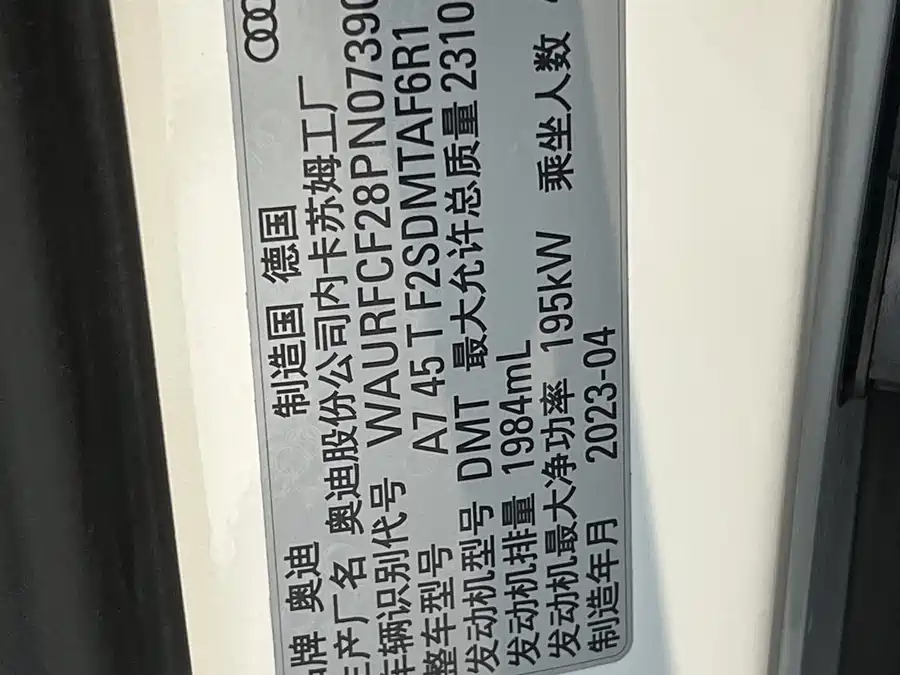 品牌 奥迪 制造国 德国
生产厂名 奥迪股份公司内卡苏姆工厂
车辆识别代号 WAURFCF28PN07390
整车型号 A7 45 T F2SDMTAF6R1
发动机型号 DMT 最大允许总质量 2310
发动机排量 1984mL
发动机最大净功率 195kW 乘坐人数
制造年月 2023-04